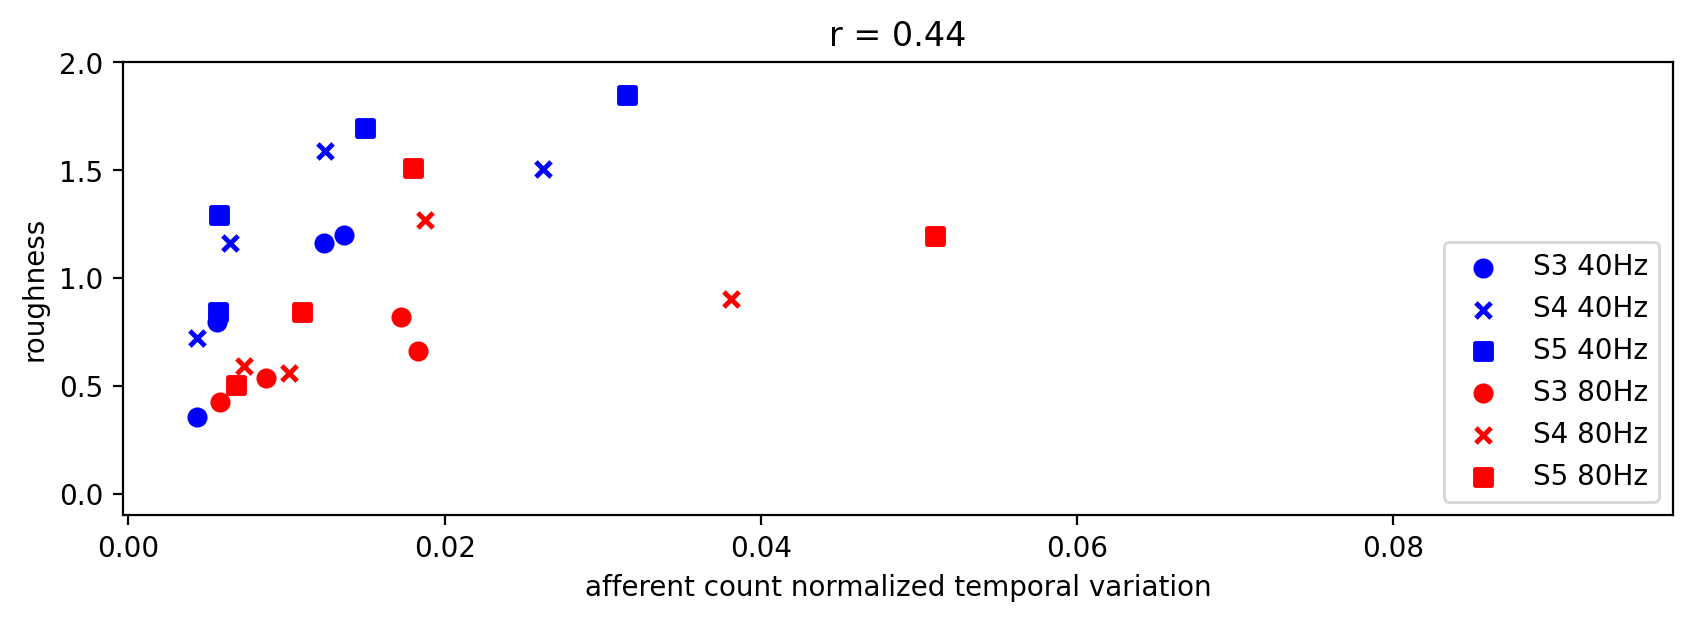 r = 0.44
2.0
1.5
1.0
0.5
0.0
roughness
S3 40Hz
S4 40Hz
S5 40Hz
S3 80Hz
S4 80Hz
S5 80Hz
0.00 0.02 0.04 0.06 0.08
afferent count normalized temporal variation